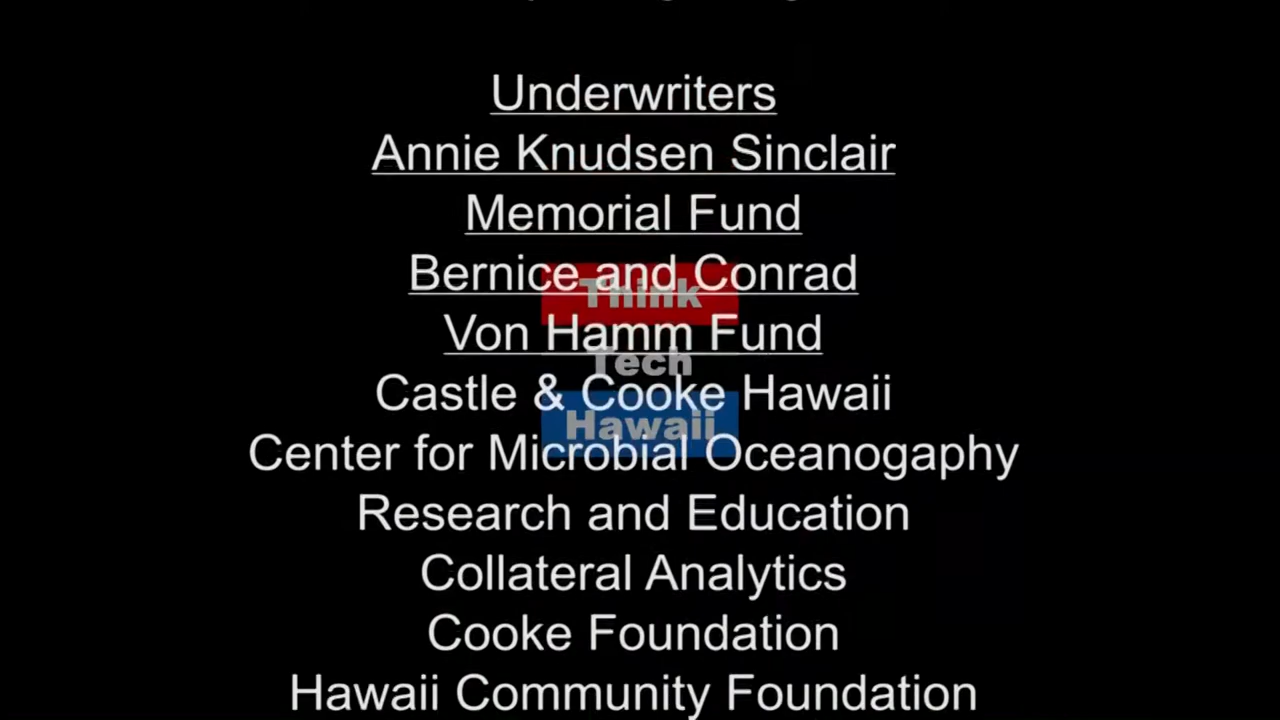 Underwriters
Annie Knudsen Sinclair
Memorial Fund
Bernice and Conrad
Think
Von Hamm Fund
Tech
Castle & Cooke Hawaii
Hawaii
Center for Microbial Oceanogaphy
Research and Education
Collateral Analytics
Cooke Foundation
Hawaii Community Foundation